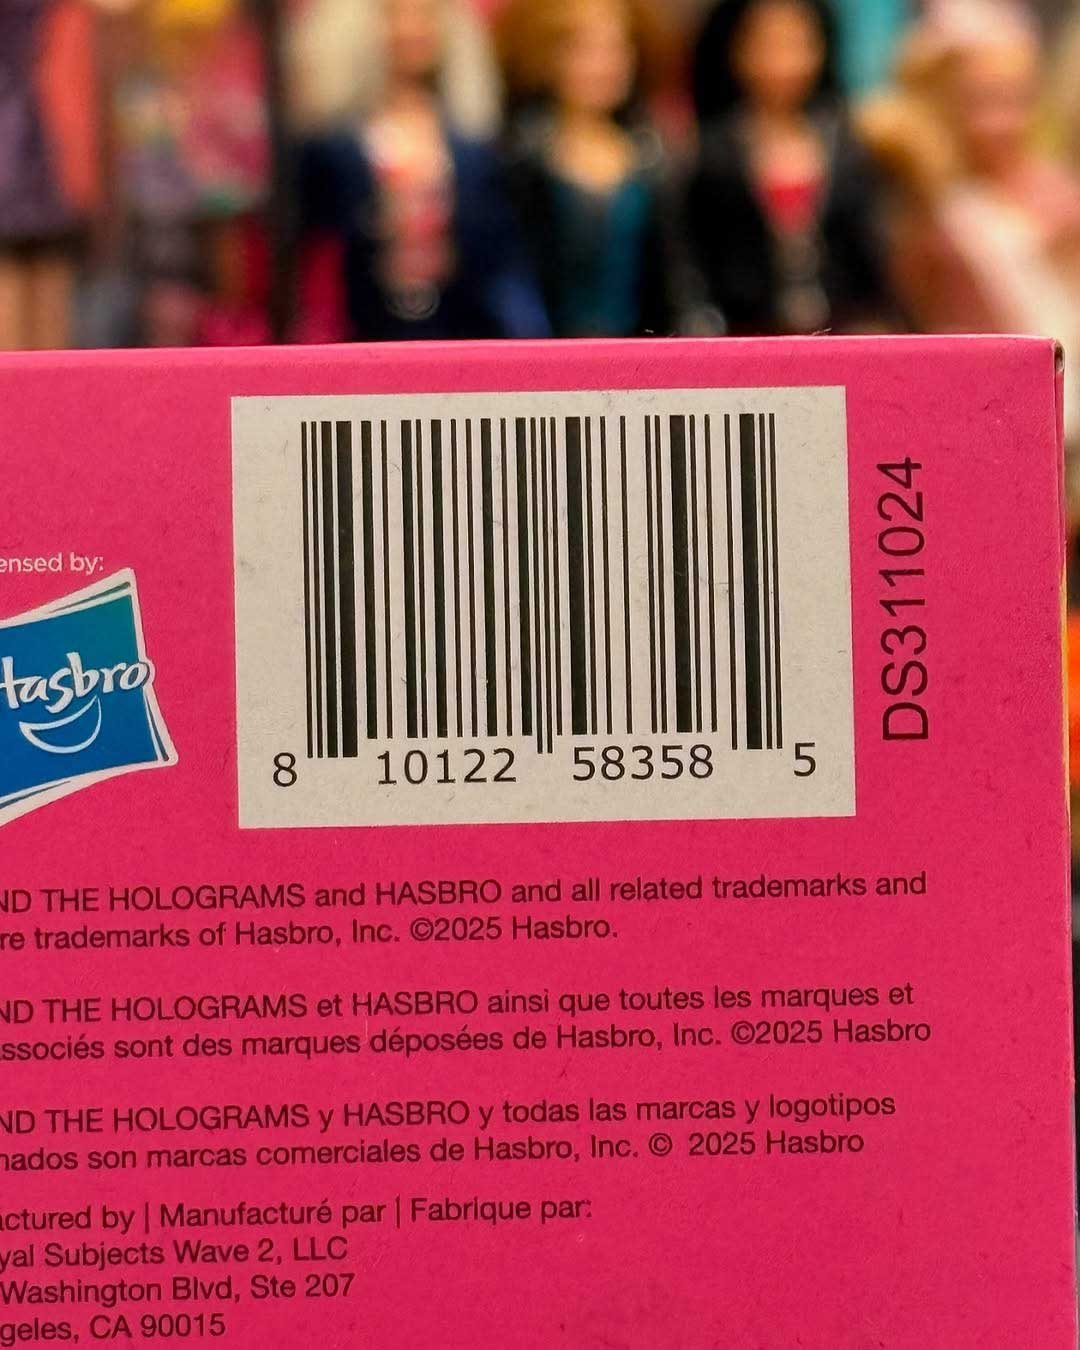 ensed by:
Hasbro
8 10122 58358 5
DS311024
ND THE HOLOGRAMS and HASBRO and all related trademarks and
re trademarks of Hasbro, Inc. ©2025 Hasbro.
ND THE HOLOGRAMS et HASBRO ainsi que toutes les marques et
ssociés sont des marques déposées de Hasbro, Inc. ©2025 Hasbro
ND THE HOLOGRAMS y HASBRO y todas las marcas y logotipos
nados son marcas comerciales de Hasbro, Inc. © 2025 Hasbro
ctured by | Manufacturé par | Fabrique par:
yal Subjects Wave 2, LLC
Washington Blvd, Ste 207
geles, CA 90015